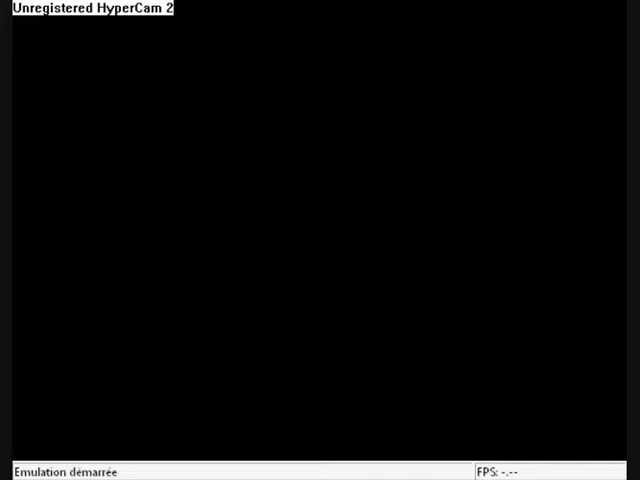 Unregistered HyperCam 2
Emulation démarrée
FPS: -.--